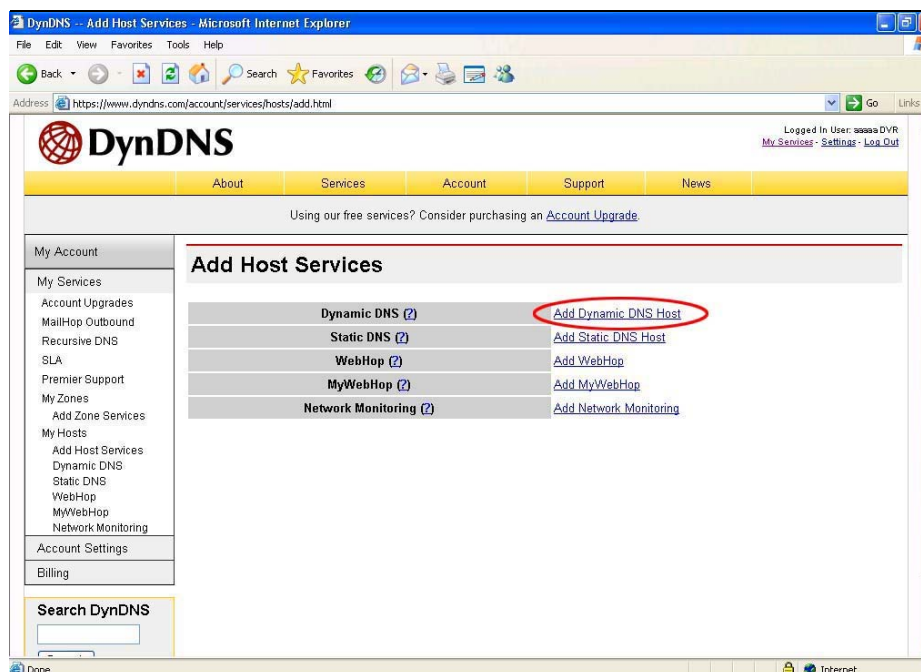 DynDNS -- Add Host Services - Microsoft Internet Explorer
File Edit View Favorites Tools Help
Back Search Favorites
Address https://www.dyndns.com/account/services/hosts/add.html Go Links
DynDNS
Logged In User: aaaaa DVR
My Services - Settings - Log Out
About Services Account Support News
Using our free services? Consider purchasing an Account Upgrade.
My Account
My Services
Account Upgrades
MailHop Outbound
Recursive DNS
SLA
Premier Support
My Zones
Add Zone Services
My Hosts
Add Host Services
Dynamic DNS
Static DNS
WebHop
MyWebHop
Network Monitoring
Account Settings
Billing
Search DynDNS
Add Host Services
Dynamic DNS (?) Add Dynamic DNS Host
Static DNS (?) Add Static DNS Host
WebHop (?) Add WebHop
MyWebHop (?) Add MyWebHop
Network Monitoring (?) Add Network Monitoring
Done Internet